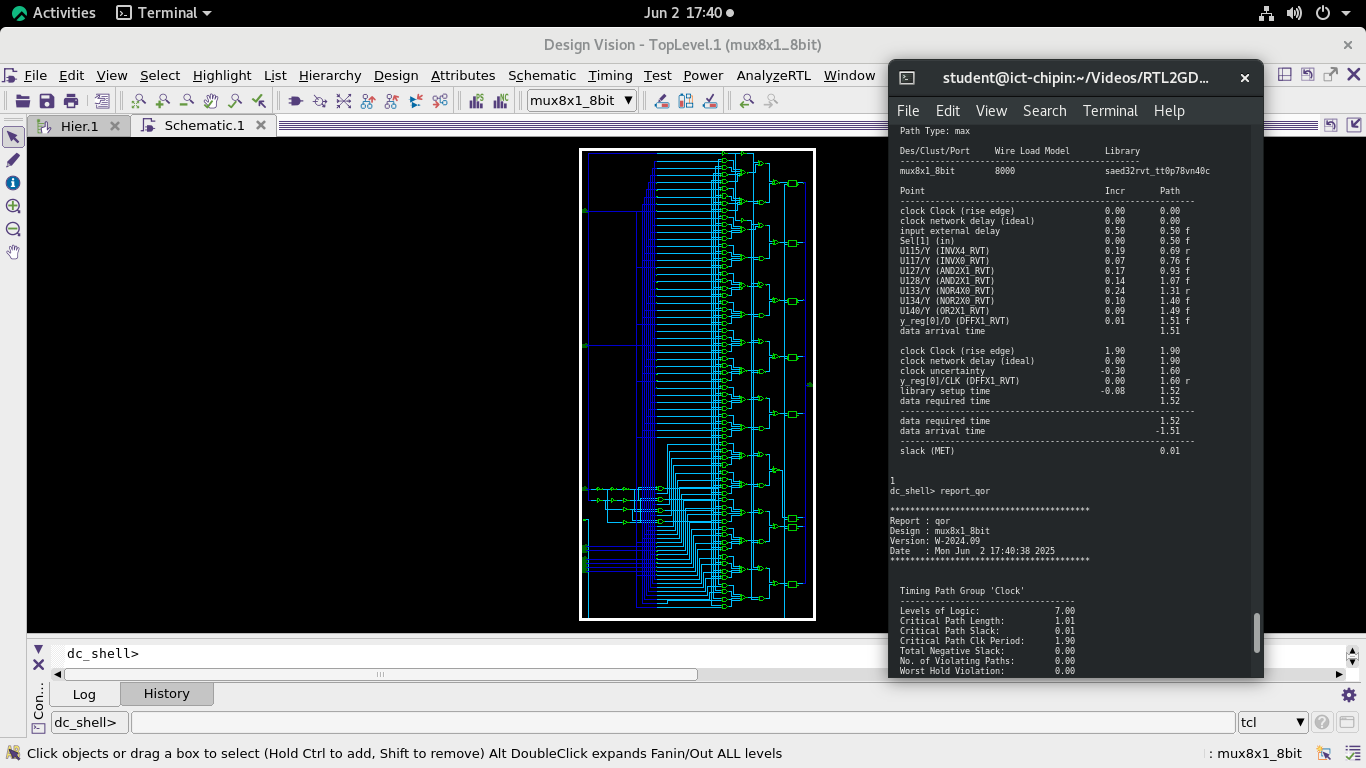 Activities Terminal Jun 2 17:40
Design Vision - TopLevel.1 (mux8x1_8bit)
File Edit View Select Highlight List Hierarchy Design Attributes Schematic Timing Test Power AnalyzeRTL Window
mux8x1_8bit
Hier.1 Schematic.1
student@ict-chipin:~/Videos/RTL2GD...
File Edit View Search Terminal Help
Path Type: max
Des/Clust/Port Wire Load Model Library
------------------------------------------------
mux8x1_8bit 8000 saed32rvt_tt0p78vn40c
Point Incr Path
-----------------------------------------------------------
clock Clock (rise edge) 0.00 0.00
clock network delay (ideal) 0.00 0.00
input external delay 0.50 0.50 f
Sel[1] (in) 0.00 0.50 f
U115/Y (INVX4_RVT) 0.19 0.69 r
U117/Y (INVX0_RVT) 0.07 0.76 f
U127/Y (AND2X1_RVT) 0.17 0.93 f
U128/Y (AND2X1_RVT) 0.14 1.07 f
U133/Y (NOR4X0_RVT) 0.24 1.31 r
U134/Y (NOR2X0_RVT) 0.10 1.40 f
U140/Y (OR2X1_RVT) 0.09 1.49 f
y_reg[0]/D (DFFX1_RVT) 0.01 1.51 f
data arrival time 1.51
clock Clock (rise edge) 1.90 1.90
clock network delay (ideal) 0.00 1.90
clock uncertainty -0.30 1.60
y_reg[0]/CLK (DFFX1_RVT) 0.00 1.60 r
library setup time -0.08 1.52
data required time 1.52
-----------------------------------------------------------
data required time 1.52
data arrival time -1.51
-----------------------------------------------------------
slack (MET) 0.01
1
dc_shell> report_qor
****************************************
Report : qor
Design : mux8x1_8bit
Version: W-2024.09
Date : Mon Jun 2 17:40:38 2025
****************************************
Timing Path Group 'Clock'
-----------------------------------
Levels of Logic: 7.00
Critical Path Length: 1.01
Critical Path Slack: 0.01
Critical Path Clk Period: 1.90
Total Negative Slack: 0.00
No. of Violating Paths: 0.00
Worst Hold Violation: 0.00
dc_shell>
Con...
Log History
dc_shell> tcl
Click objects or drag a box to select (Hold Ctrl to add, Shift to remove) Alt DoubleClick expands Fanin/Out ALL levels : mux8x1_8bit